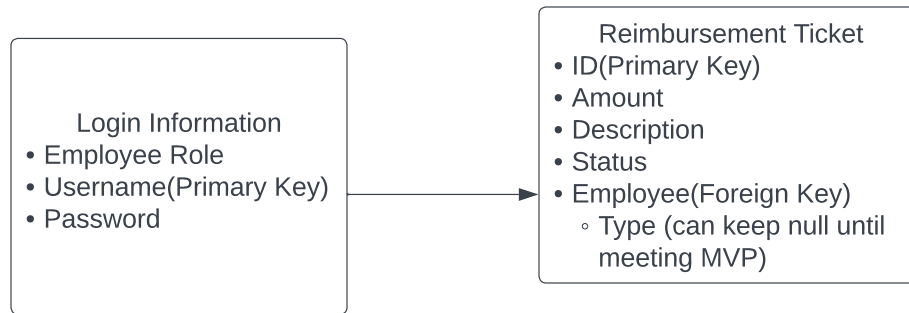 Login Information
• Employee Role
• Username(Primary Key)
• Password
Reimbursement Ticket
• ID(Primary Key)
• Amount
• Description
• Status
• Employee(Foreign Key)
◦ Type (can keep null until
meeting MVP)